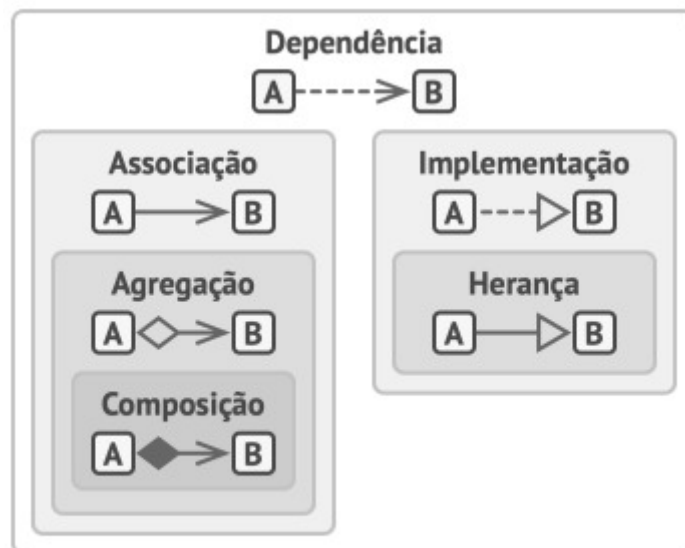 Dependência
A B
Associação
A B
Agregação
A B
Composição
A B
Implementação
A B
Herança
A B